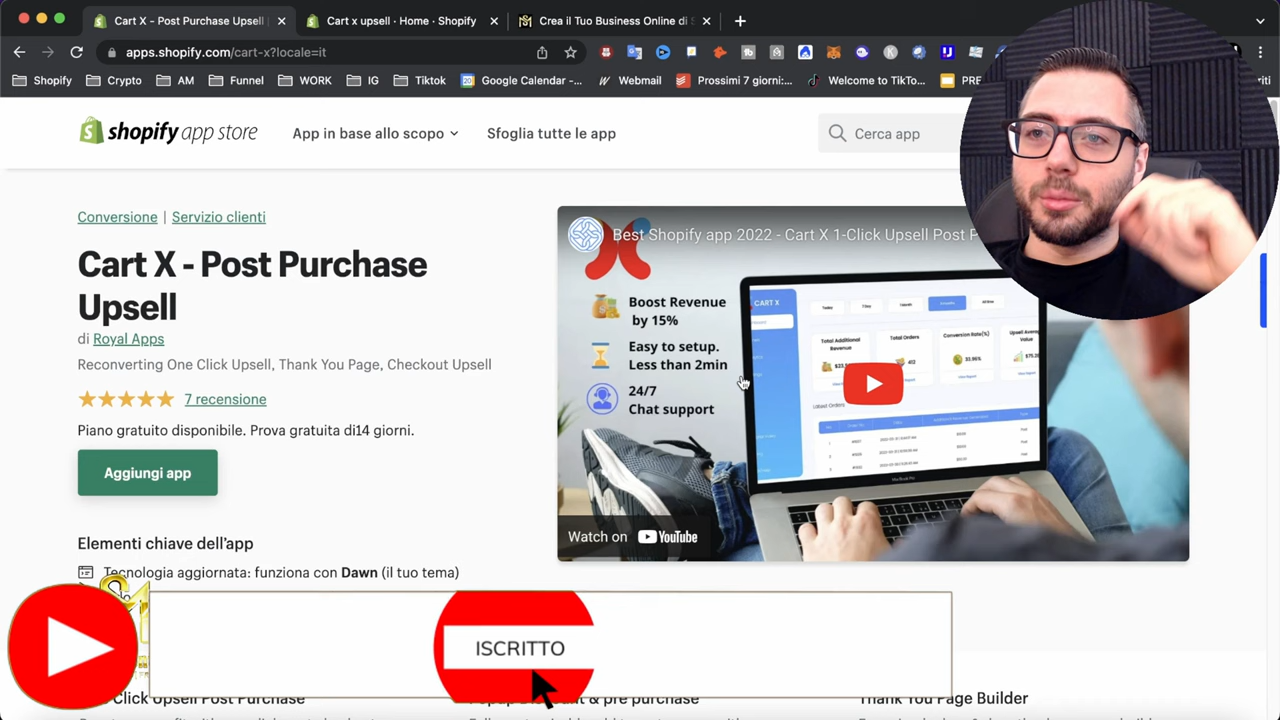 Cart X - Post Purchase Upsell |
Cart x upsell · Home · Shopify
Crea il Tuo Business Online di S
apps.shopify.com/cart-x?locale=it
Shopify
Crypto
AM
Funnel
WORK
IG
Tiktok
Google Calendar -...
Webmail
Prossimi 7 giorni:...
Welcome to TikTo...
PRE
shopify app store
App in base allo scopo
Sfoglia tutte le app
Cerca app
Conversione | Servizio clienti
Cart X - Post Purchase
Upsell
di Royal Apps
Reconverting One Click Upsell, Thank You Page, Checkout Upsell
7 recensione
Piano gratuito disponibile. Prova gratuita di14 giorni.
Aggiungi app
Best Shopify app 2022 - Cart X 1-Click Upsell Post P
Boost Revenue
by 15%
Easy to setup.
Less than 2min
24/7
Chat support
CART X
Total Additional
Revenue
Total Orders
Conversion Rate(%)
Upsell Average
Value
Watch on YouTube
Elementi chiave dell'app
Tecnologia aggiornata: funziona con Dawn (il tuo tema)
ISCRITTO
Click Upsell Post Purchase
& pre purchase
Thank You Page Builder